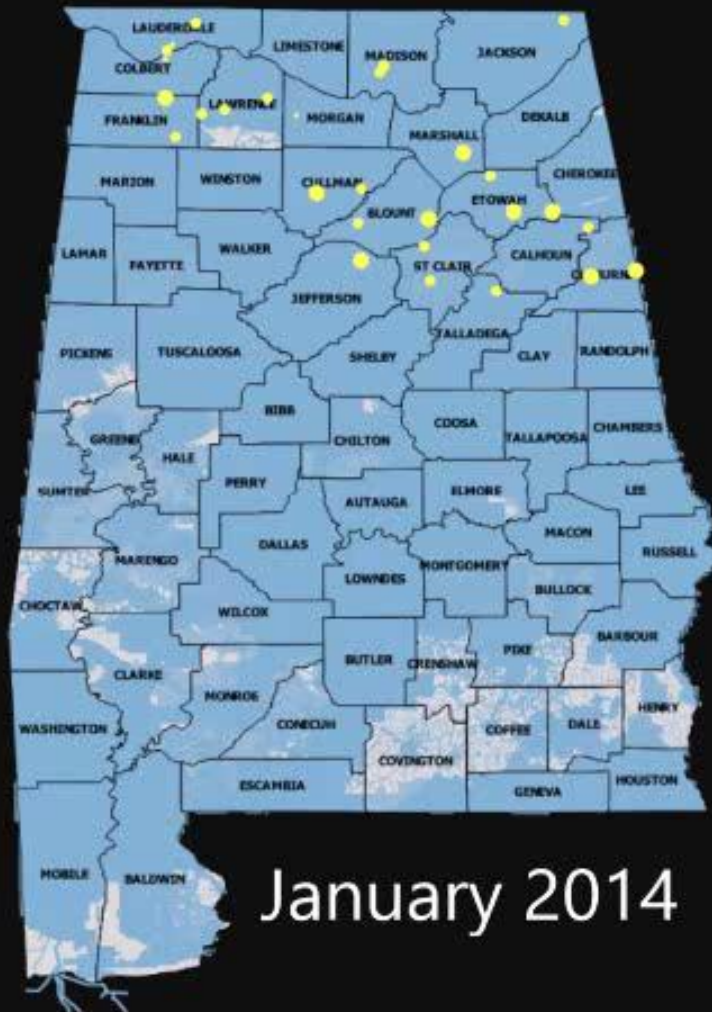 LAUDERDALE
LIMESTONE
MADISON
JACKSON
COLBERT
LAWRENCE
FRANKLIN
MORGAN
DEKALB
MARSHALL
CHEROKEE
MARION
WINSTON
CULLMAN
ETOWAH
BLOUNT
LAMAR
FAYETTE
WALKER
CALHOUN
ST CLAIR
CLEBURNE
JEFFERSON
TALLADEGA
PICKENS
TUSCALOOSA
SHELBY
CLAY
RANDOLPH
BIBB
GREENE
HALE
CHILTON
COOSA
TALLAPOOSA
CHAMBERS
SUMTER
PERRY
AUTAUGA
ELMORE
LEE
DALLAS
MACON
MARENGO
LOWNDES
MONTGOMERY
RUSSELL
BULLOCK
CHOCTAW
WILCOX
BARBOUR
CLARKE
BUTLER
CRENSHAW
PIKE
MONROE
HENRY
WASHINGTON
CONECUH
COFFEE
DALE
COVINGTON
ESCAMBIA
GENEVA
HOUSTON
MOBILE
BALDWIN
January 2014